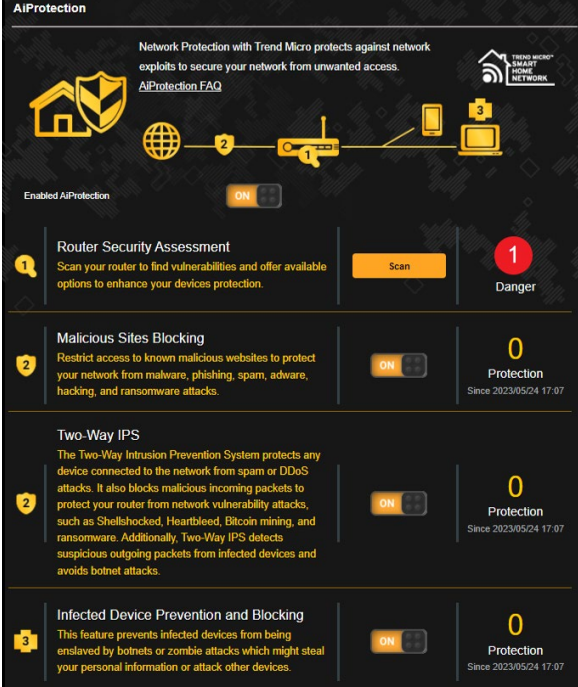 AiProtection
Network Protection with Trend Micro protects against network
exploits to secure your network from unwanted access.
AiProtection FAQ
TREND MICRO™
SMART
HOME
NETWORK
3
2
1
Enabled AiProtection
ON
1
Router Security Assessment
Scan your router to find vulnerabilities and offer available
options to enhance your devices protection.
Scan
1
Danger
2
Malicious Sites Blocking
Restrict access to known malicious websites to protect
your network from malware, phishing, spam, adware,
hacking, and ransomware attacks.
ON
0
Protection
Since 2023/05/24 17:07
2
Two-Way IPS
The Two-Way Intrusion Prevention System protects any
device connected to the network from spam or DDoS
attacks. It also blocks malicious incoming packets to
protect your router from network vulnerability attacks,
such as Shellshocked, Heartbleed, Bitcoin mining, and
ransomware. Additionally, Two-Way IPS detects
suspicious outgoing packets from infected devices and
avoids botnet attacks.
ON
0
Protection
Since 2023/05/24 17:07
3
Infected Device Prevention and Blocking
This feature prevents infected devices from being
enslaved by botnets or zombie attacks which might steal
your personal information or attack other devices.
ON
0
Protection
Since 2023/05/24 17:07